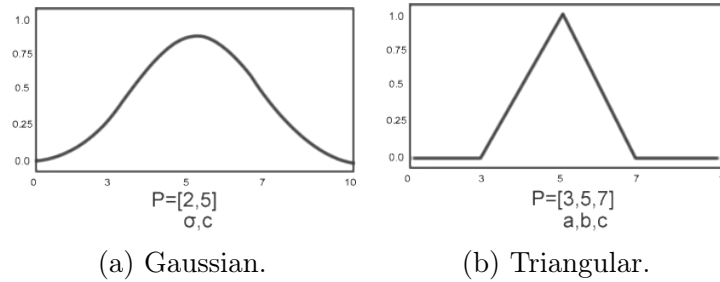 1.0
0.75
0.5
0.25
0.0
0 3 5 7 10
P=[2,5]
σ,c
(a) Gaussian.
1.0
0.75
0.5
0.25
0.0
0 3 5 7 1
P=[3,5,7]
a,b,c
(b) Triangular.